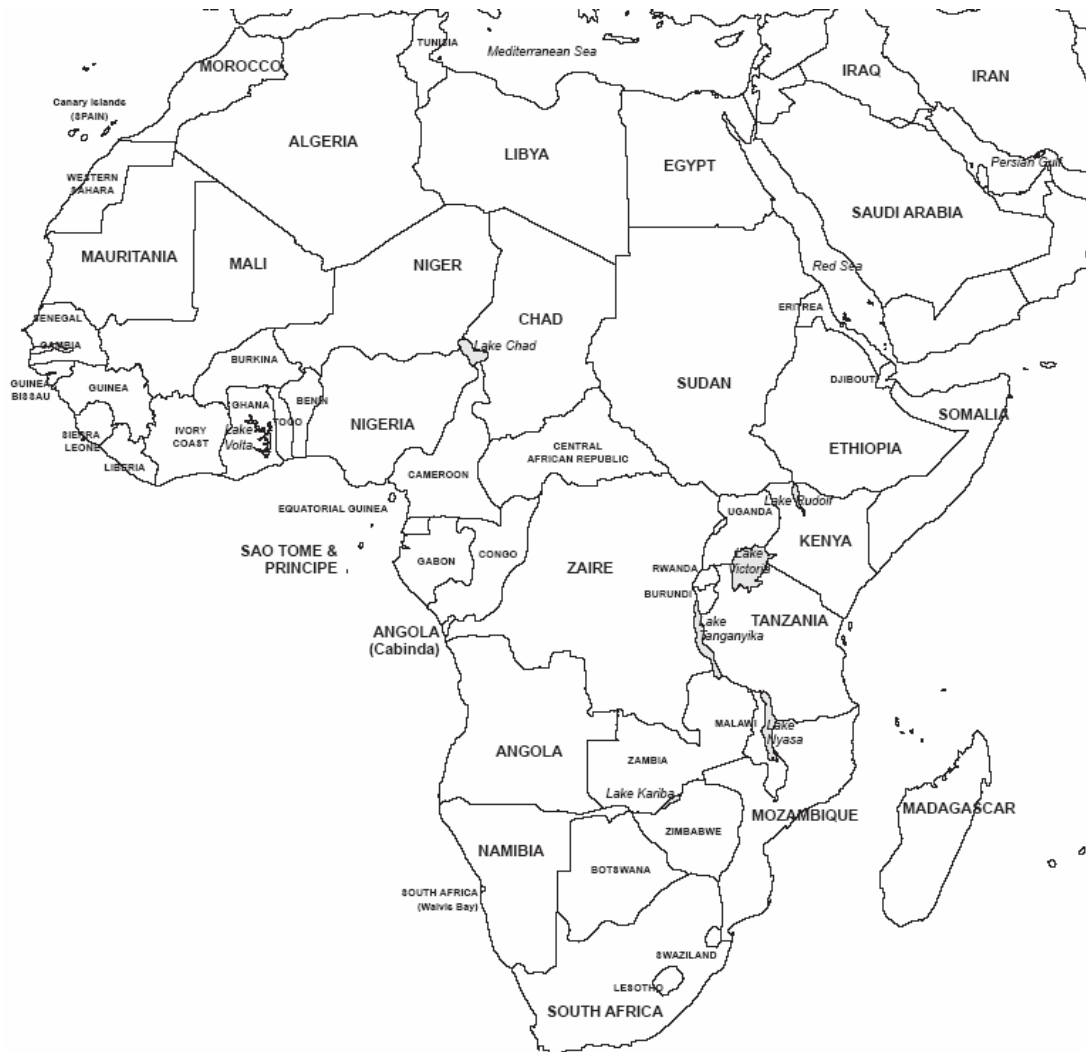 TUNISIA
Mediterranean Sea
MOROCCO
IRAQ
IRAN
Canary Islands
(SPAIN)
ALGERIA
LIBYA
EGYPT
Persian Gulf
WESTERN
SAHARA
SAUDI ARABIA
MAURITANIA
MALI
NIGER
Red Sea
ERITREA
SENEGAL
CHAD
GAMBIA
Lake Chad
BURKINA
DJIBOUTI
SUDAN
GUINEA
BISSAU
GUINEA
BENIN
GHANA
TOGO
NIGERIA
SOMALIA
SIERRA
LEONE
IVORY
COAST
Lake
Volta
CENTRAL
AFRICAN REPUBLIC
ETHIOPIA
LIBERIA
CAMEROON
Lake Rudolf
EQUATORIAL GUINEA
UGANDA
KENYA
SAO TOME &
PRINCIPE
GABON
CONGO
ZAIRE
Lake
Victoria
RWANDA
BURUNDI
Lake
Tanganyika
TANZANIA
ANGOLA
(Cabinda)
MALAWI
Lake
Nyasa
ANGOLA
ZAMBIA
Lake Kariba
MOZAMBIQUE
MADAGASCAR
ZIMBABWE
NAMIBIA
BOTSWANA
SOUTH AFRICA
(Walvis Bay)
SWAZILAND
LESOTHO
SOUTH AFRICA